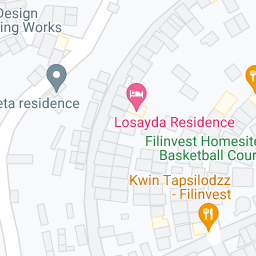 Design
ing Works
eta residence
Losayda Residence
Filinvest Homesite
Basketball Cour
Kwin Tapsilodzz
- Filinvest